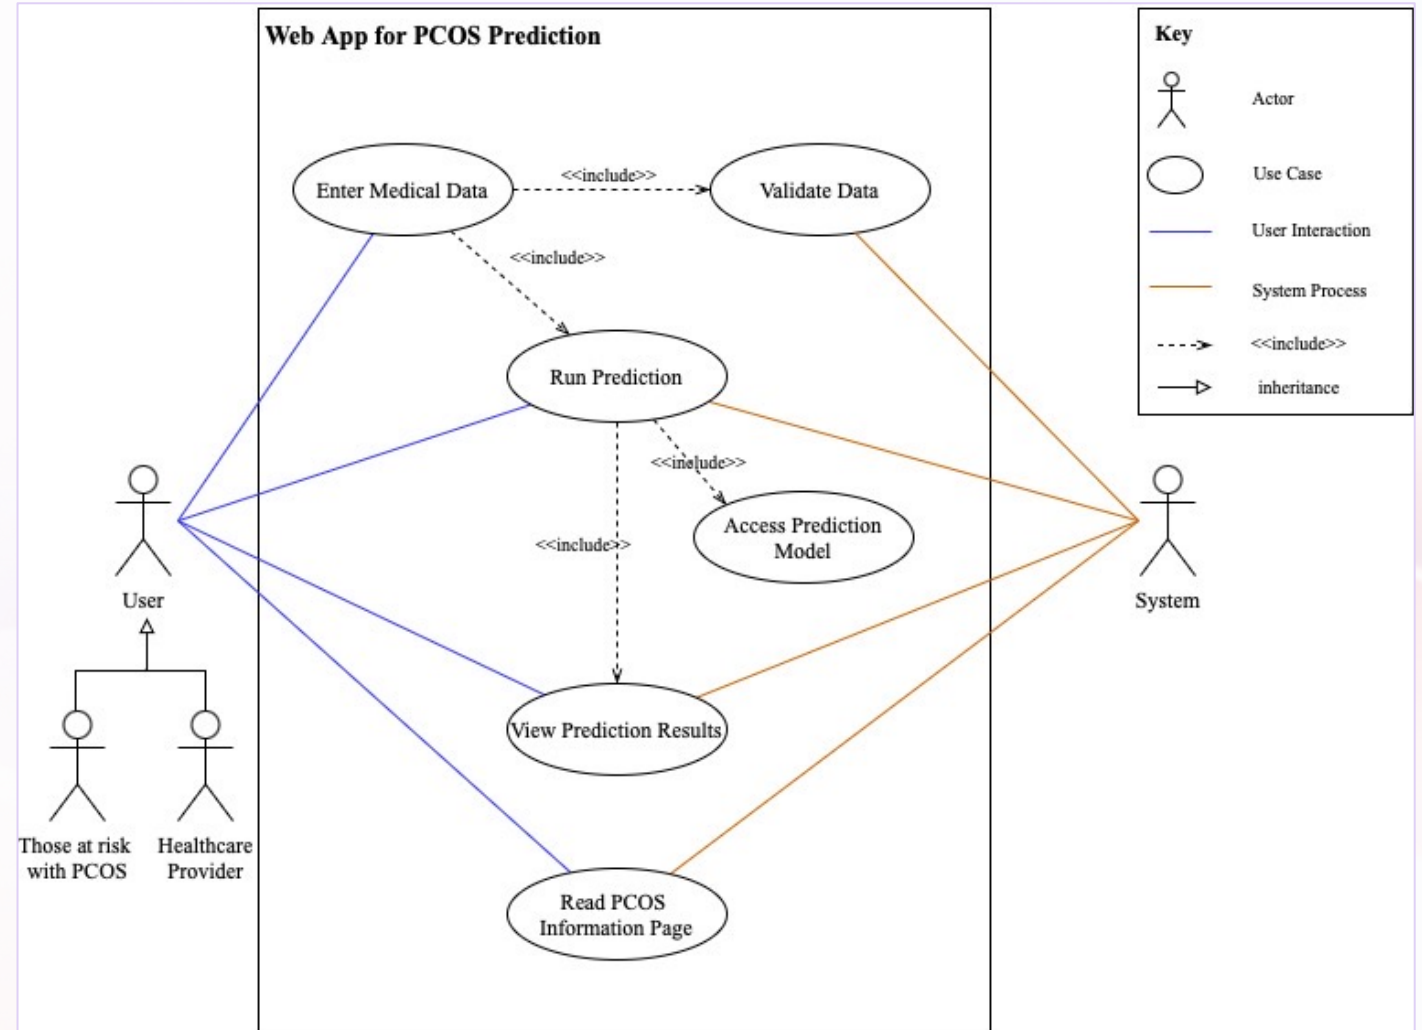 Web App for PCOS Prediction
Key
Actor
Use Case
User Interaction
System Process
<<include>>
inheritance
Enter Medical Data
<<include>>
Validate Data
<<include>>
Run Prediction
<<include>>
Access Prediction
Model
<<include>>
User
System
View Prediction Results
Those at risk
with PCOS
Healthcare
Provider
Read PCOS
Information Page